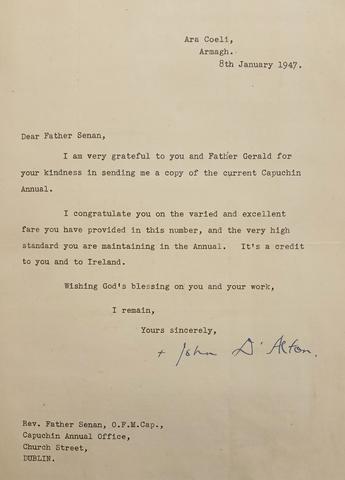 Ara Coeli,
Armagh.
8th January 1947.
Dear Father Senan,
I am very grateful to you and Father Gerald for
your kindness in sending me a copy of the current Capuchin
Annual.
I congratulate you on the varied and excellent
fare you have provided in this number, and the very high
standard you are maintaining in the Annual. It's a credit
to you and to Ireland.
Wishing God's blessing on you and your work,
I remain,
Yours sincerely,
+ John D'Alton.
Rev. Father Senan, O.F.M.Cap.,
Capuchin Annual Office,
Church Street,
DUBLIN.